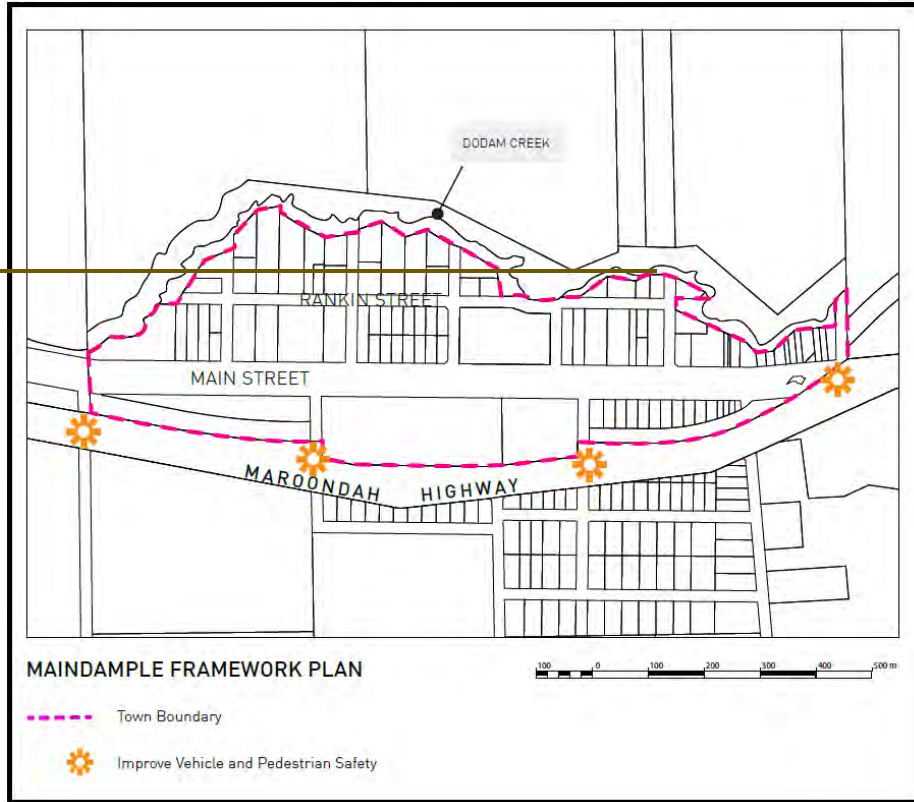 DODAM CREEK
RANKIN STREET
MAIN STREET
MAROONDAH HIGHWAY
MAINDAMPLE FRAMEWORK PLAN
100 0 100 200 300 400 500 m
Town Boundary
Improve Vehicle and Pedestrian Safety